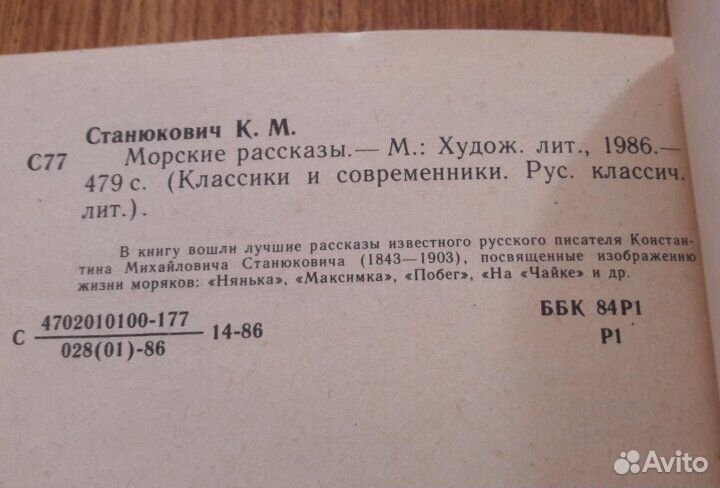 Станюкович К. М.
С77 Морские рассказы.— М.: Худож. лит., 1986.—
479 с. (Классики и современники. Рус. классич.
лит.).
В книгу вошли лучшие рассказы известного русского писателя Констан-
тина Михайловича Станюковича (1843—1903), посвященные изображению
жизни моряков: «Нянька», «Максимка», «Побег», «На «Чайке» и др.
С 4702010100-177 14-86 ББК 84Р1
028(01)-86 Р1
Avito